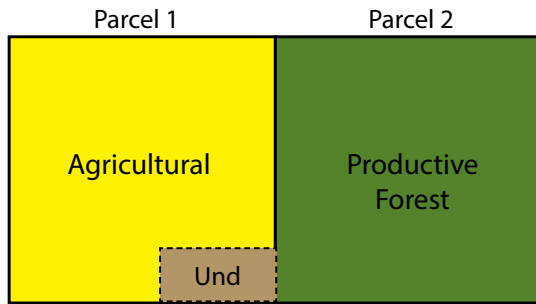 Parcel 1
Parcel 2
Agricultural
Productive
Forest
Und